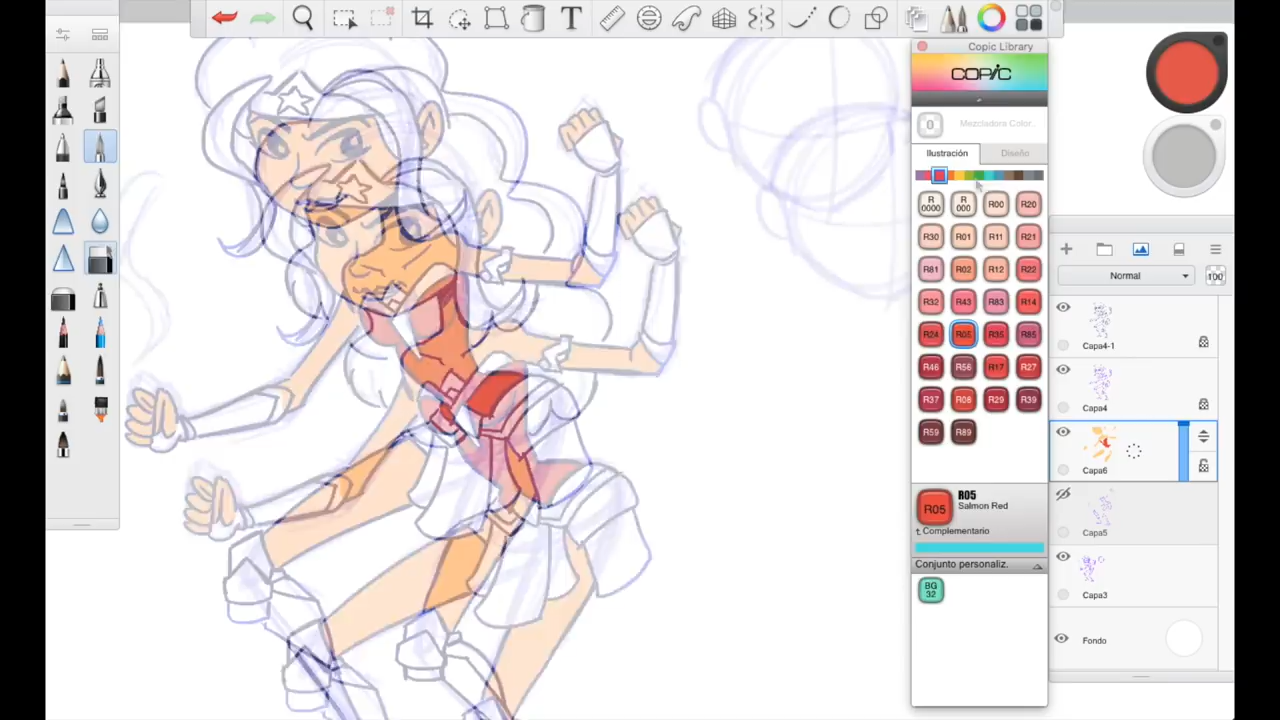 T
Copic Library
COPIC
0
Mezcladora Color...
Ilustración
Diseño
R 0000
R 000
R00
R20
R30
R01
R11
R21
R81
R02
R12
R22
R32
R43
R83
R14
R24
R05
R35
R85
R46
R56
R17
R27
R37
R08
R29
R39
R59
R89
R05
R05
Salmon Red
Complementario
Conjunto personaliz.
BG 32
Normal
100
Capa4-1
Capa4
Capa6
Capa5
Capa3
Fondo